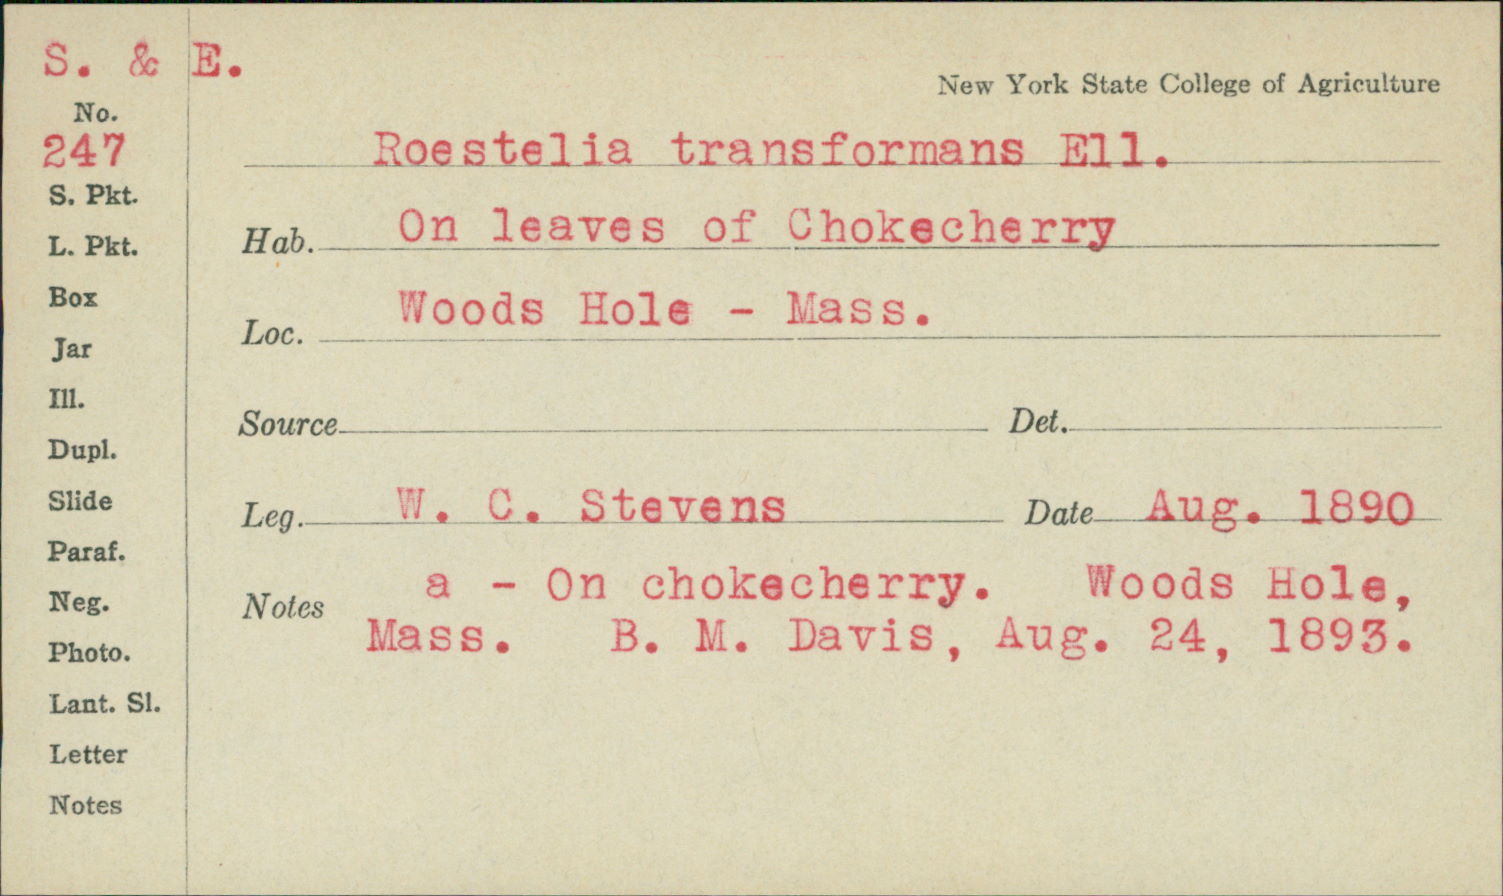 S. & E.
New York State College of Agriculture
No.
247
Roestelia transformans Ell.
S. Pkt.
Hab. On leaves of Chokecherry
L. Pkt.
Box
Loc. Woods Hole - Mass.
Jar
Ill.
Source Det.
Dupl.
Slide
Leg. W. C. Stevens Date Aug. 1890
Paraf.
Notes a - On chokecherry. Woods Hole,
Neg.
Mass. B. M. Davis, Aug. 24, 1893.
Photo.
Lant. Sl.
Letter
Notes